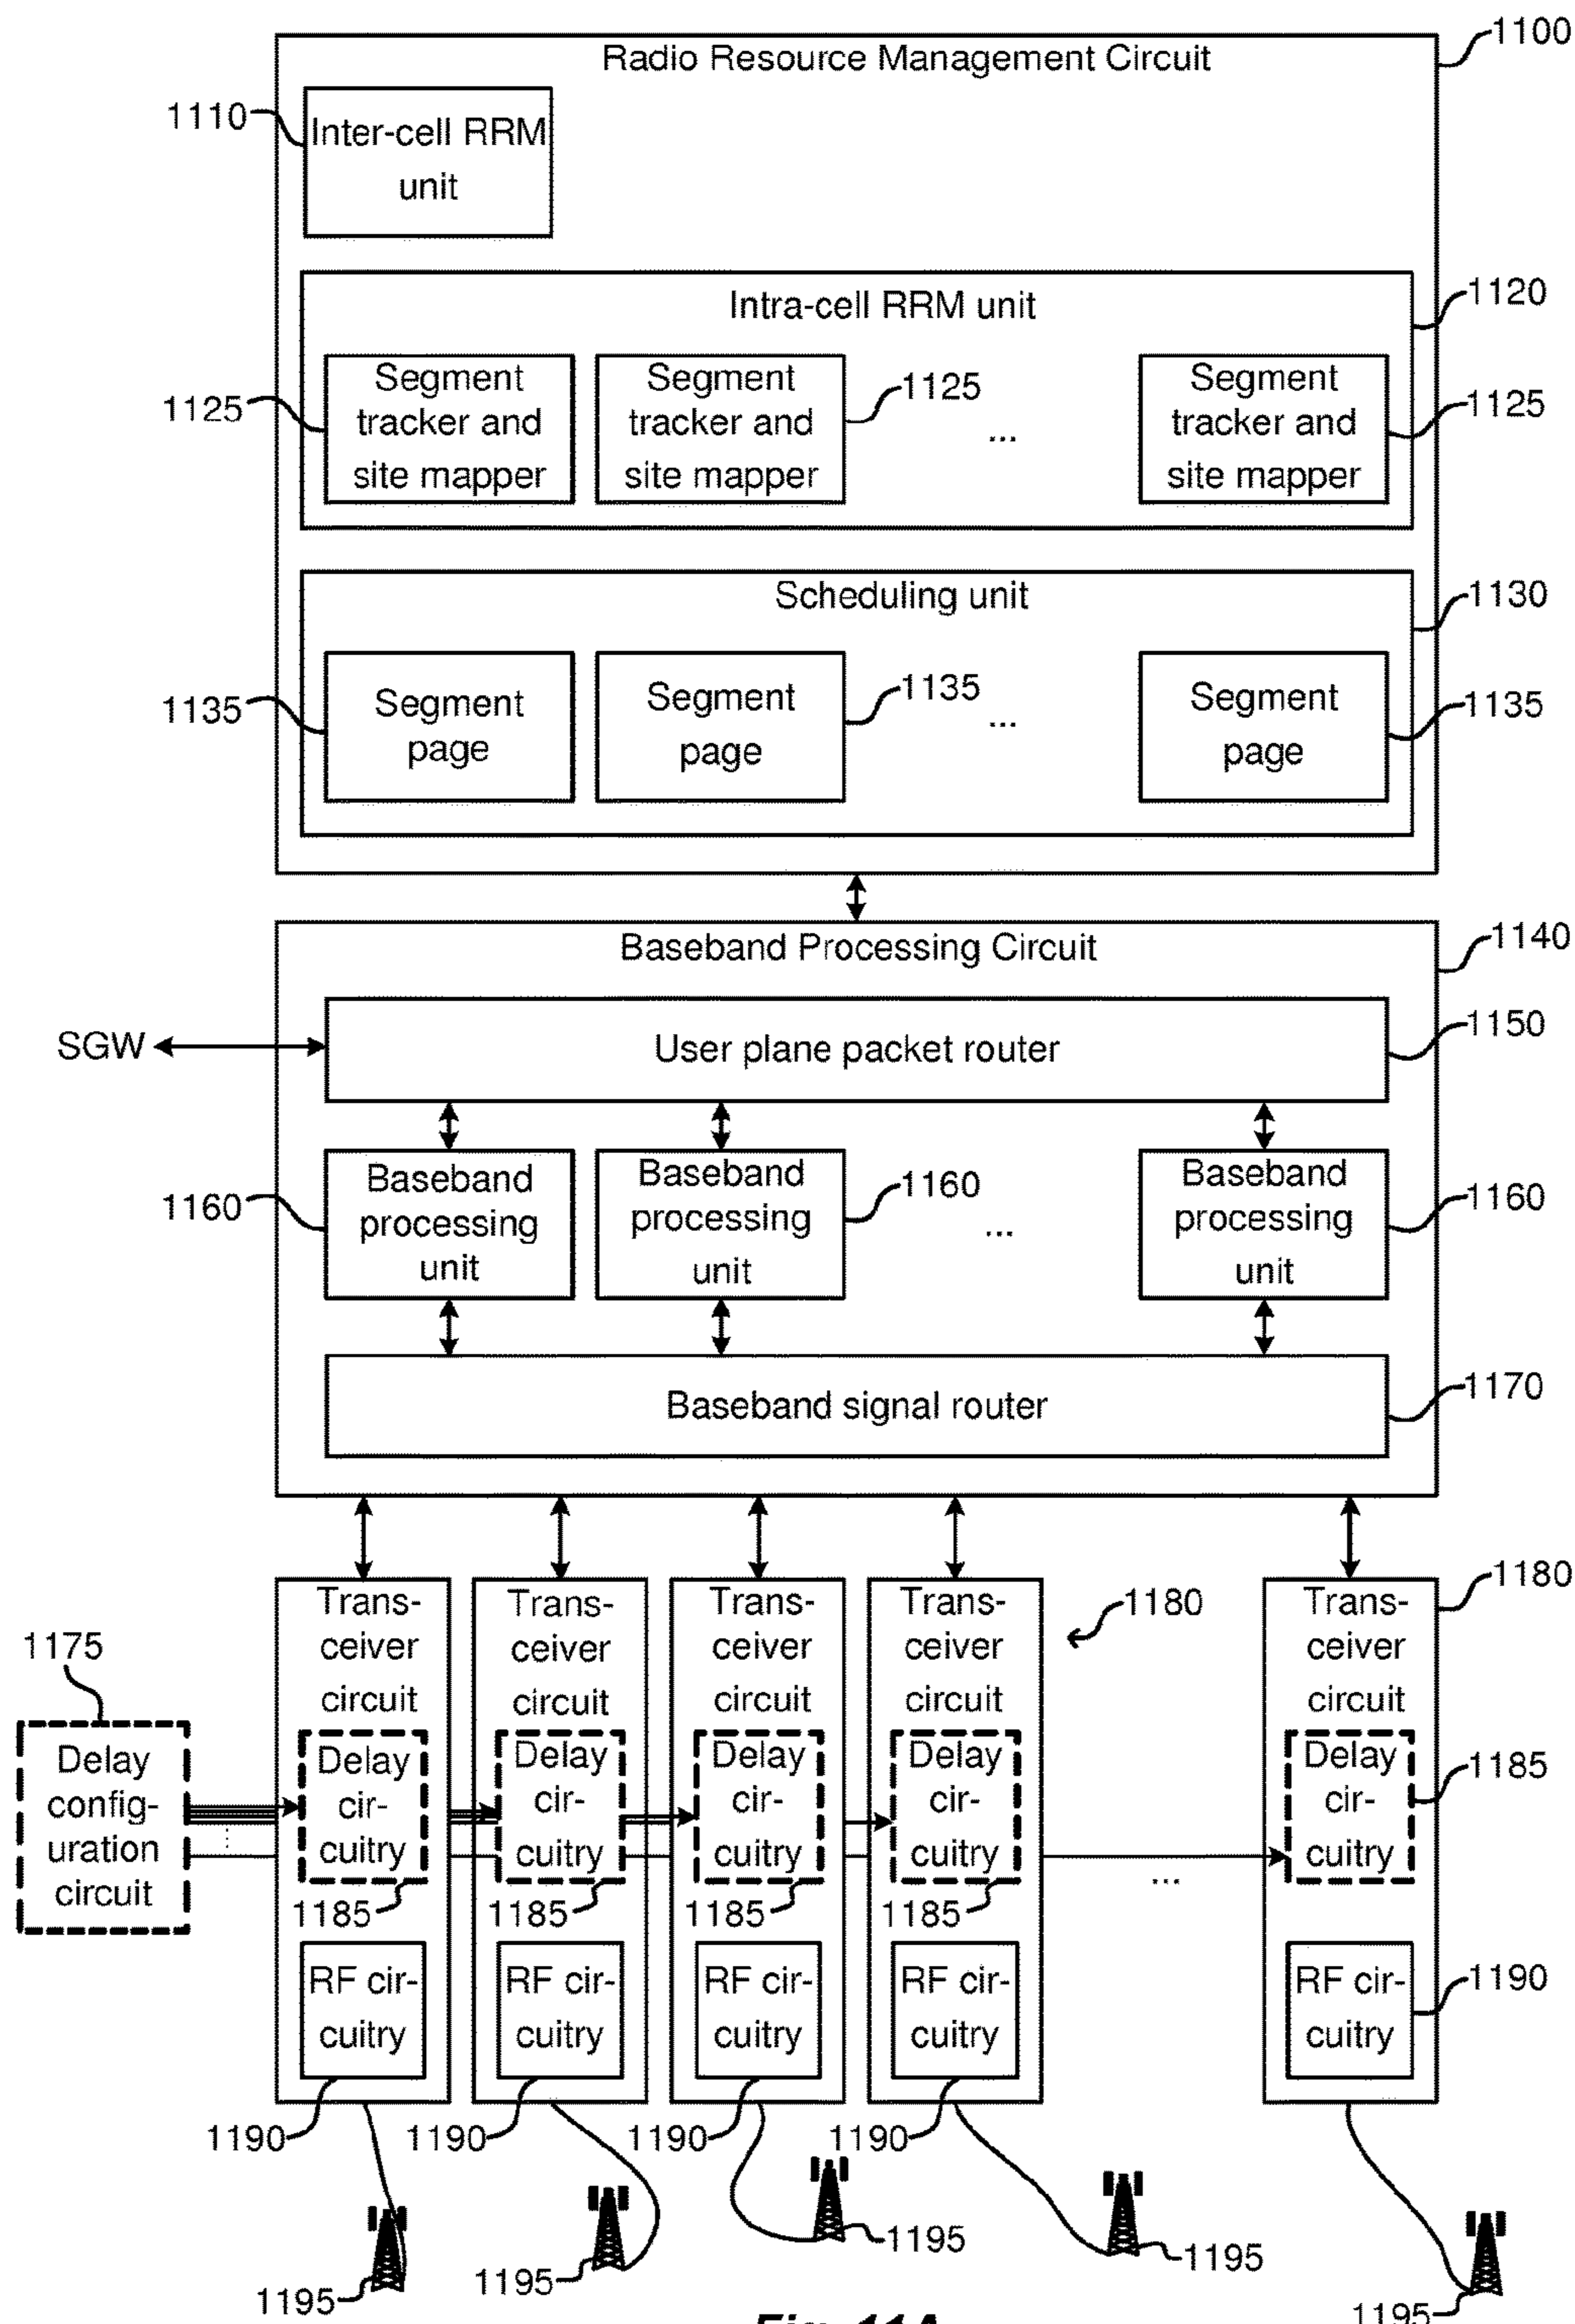 1100
Radio Resource Management Circuit
1110
Inter-cell RRM
unit
1120
Intra-cell RRM unit
1125
Segment
tracker and
site mapper
Segment
tracker and
site mapper
1125
...
Segment
tracker and
site mapper
1125
1130
Scheduling unit
1135
Segment
page
Segment
page
1135
...
Segment
page
1135
1140
Baseband Processing Circuit
SGW
User plane packet router
1150
1160
Baseband
processing
unit
Baseband
processing
unit
1160
...
Baseband
processing
unit
1160
Baseband signal router
1170
1175
Delay
config-
uration
circuit
Trans-
ceiver
circuit
Delay
cir-
cuitry
1185
RF cir-
cuitry
1190
1195
Trans-
ceiver
circuit
Delay
cir-
cuitry
1185
RF cir-
cuitry
1190
1195
Trans-
ceiver
circuit
Delay
cir-
cuitry
1185
RF cir-
cuitry
1190
1195
Trans-
ceiver
circuit
Delay
cir-
cuitry
1185
RF cir-
cuitry
1190
1195
1180
...
Trans-
ceiver
circuit
1180
Delay
cir-
cuitry
1185
RF cir-
cuitry
1190
1195
Fig. 11A